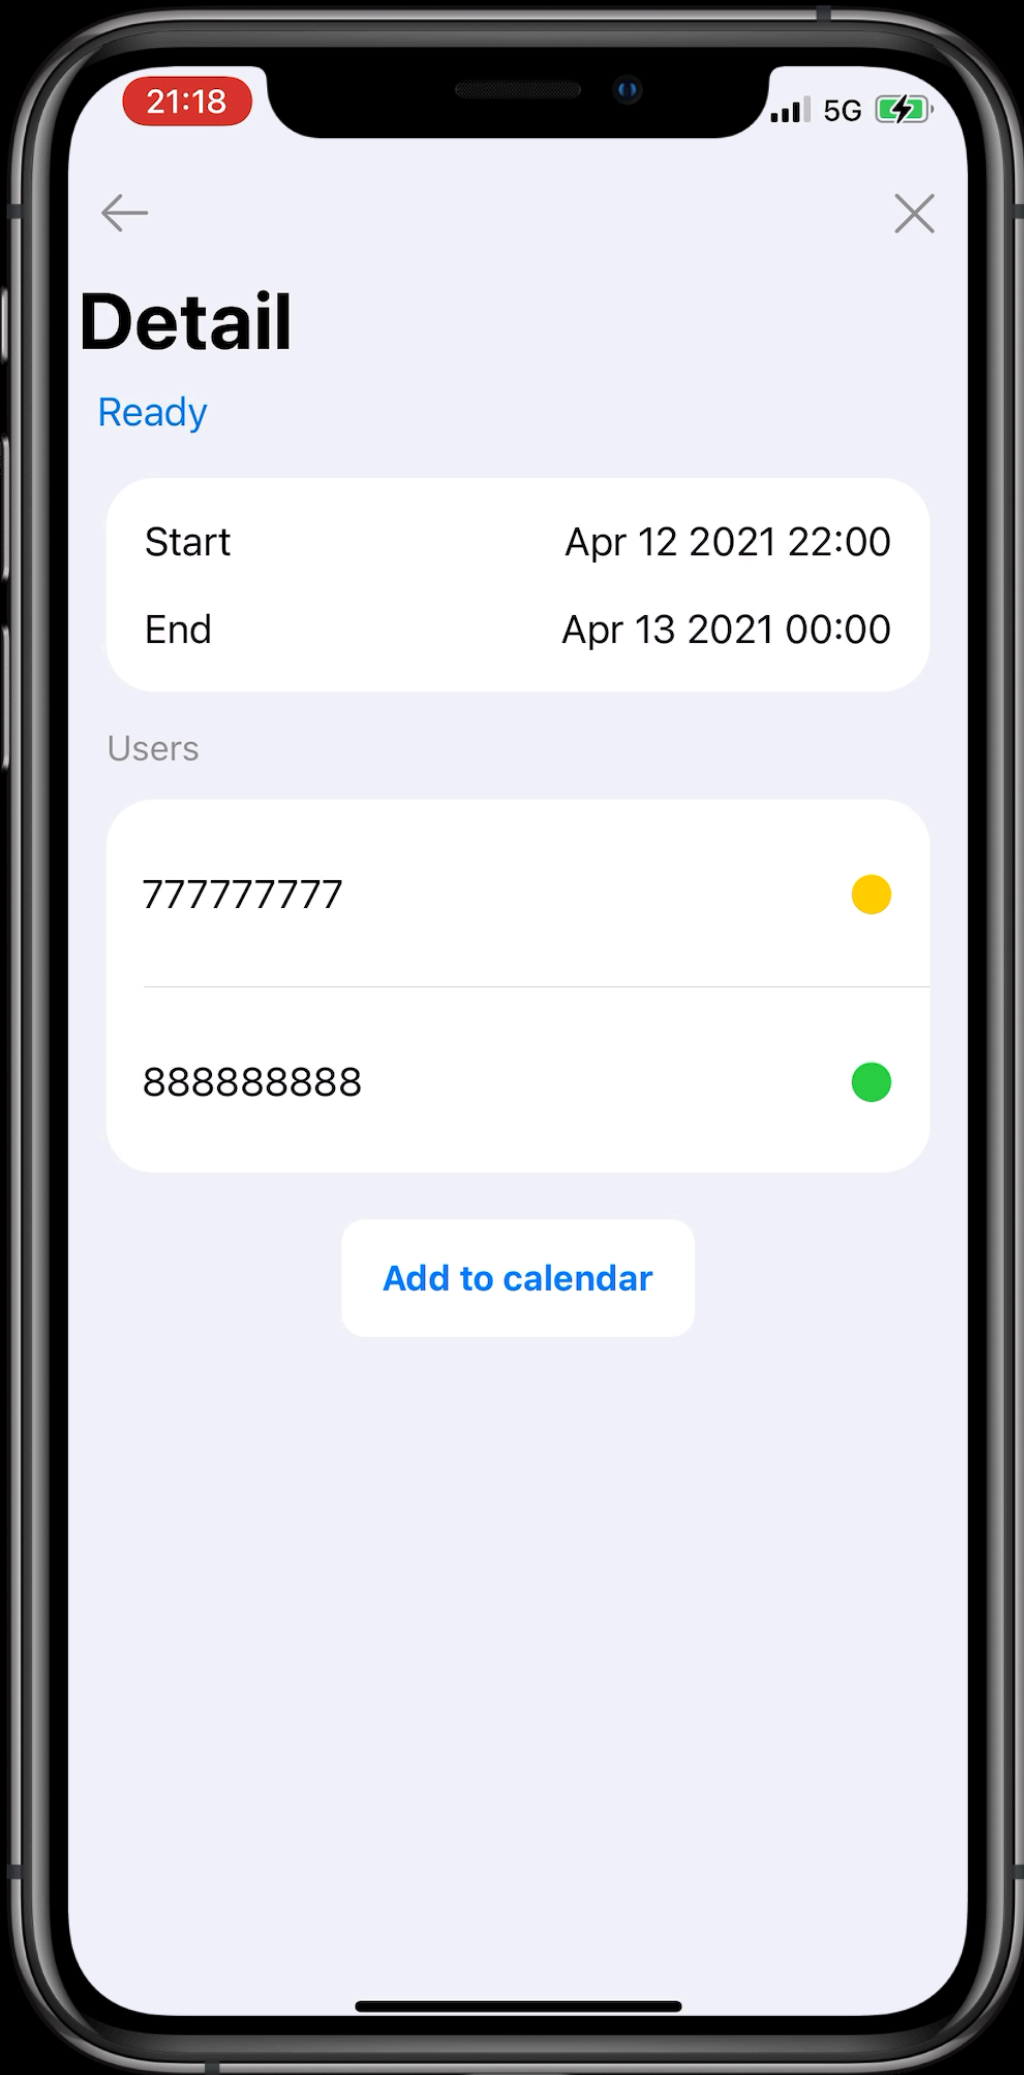 21:18
5G
Detail
Ready
Start Apr 12 2021 22:00
End Apr 13 2021 00:00
Users
777777777
888888888
Add to calendar